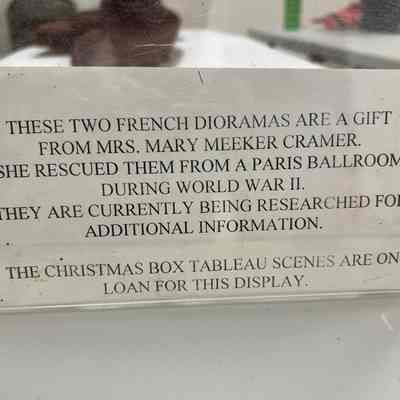 THESE TWO FRENCH DIORAMAS ARE A GIFT
FROM MRS. MARY MEEKER CRAMER.
SHE RESCUED THEM FROM A PARIS BALLROOM
DURING WORLD WAR II.
THEY ARE CURRENTLY BEING RESEARCHED FOR
ADDITIONAL INFORMATION.
THE CHRISTMAS BOX TABLEAU SCENES ARE ON
LOAN FOR THIS DISPLAY.